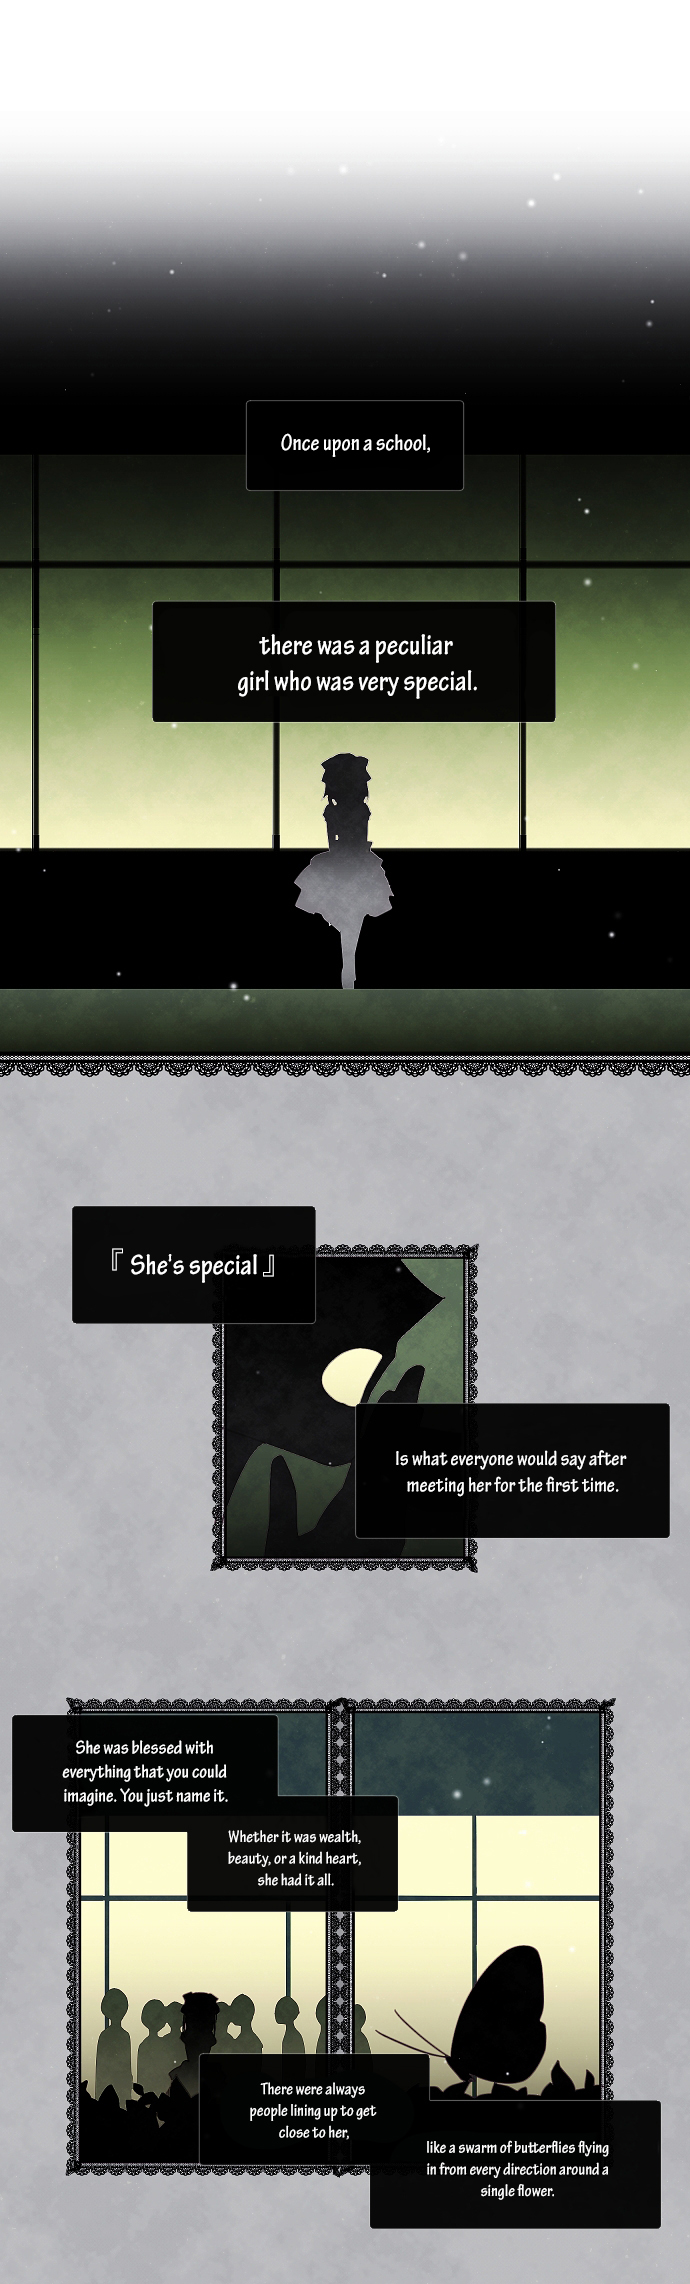 Once upon a school,
there was a peculiar
girl who was very special.
『 She's special 』
Is what everyone would say after
meeting her for the first time.
She was blessed with
everything that you could
imagine. You just name it.
Whether it was wealth,
beauty, or a kind heart,
she had it all.
There were always
people lining up to get
close to her,
like a swarm of butterflies flying
in from every direction around a
single flower.